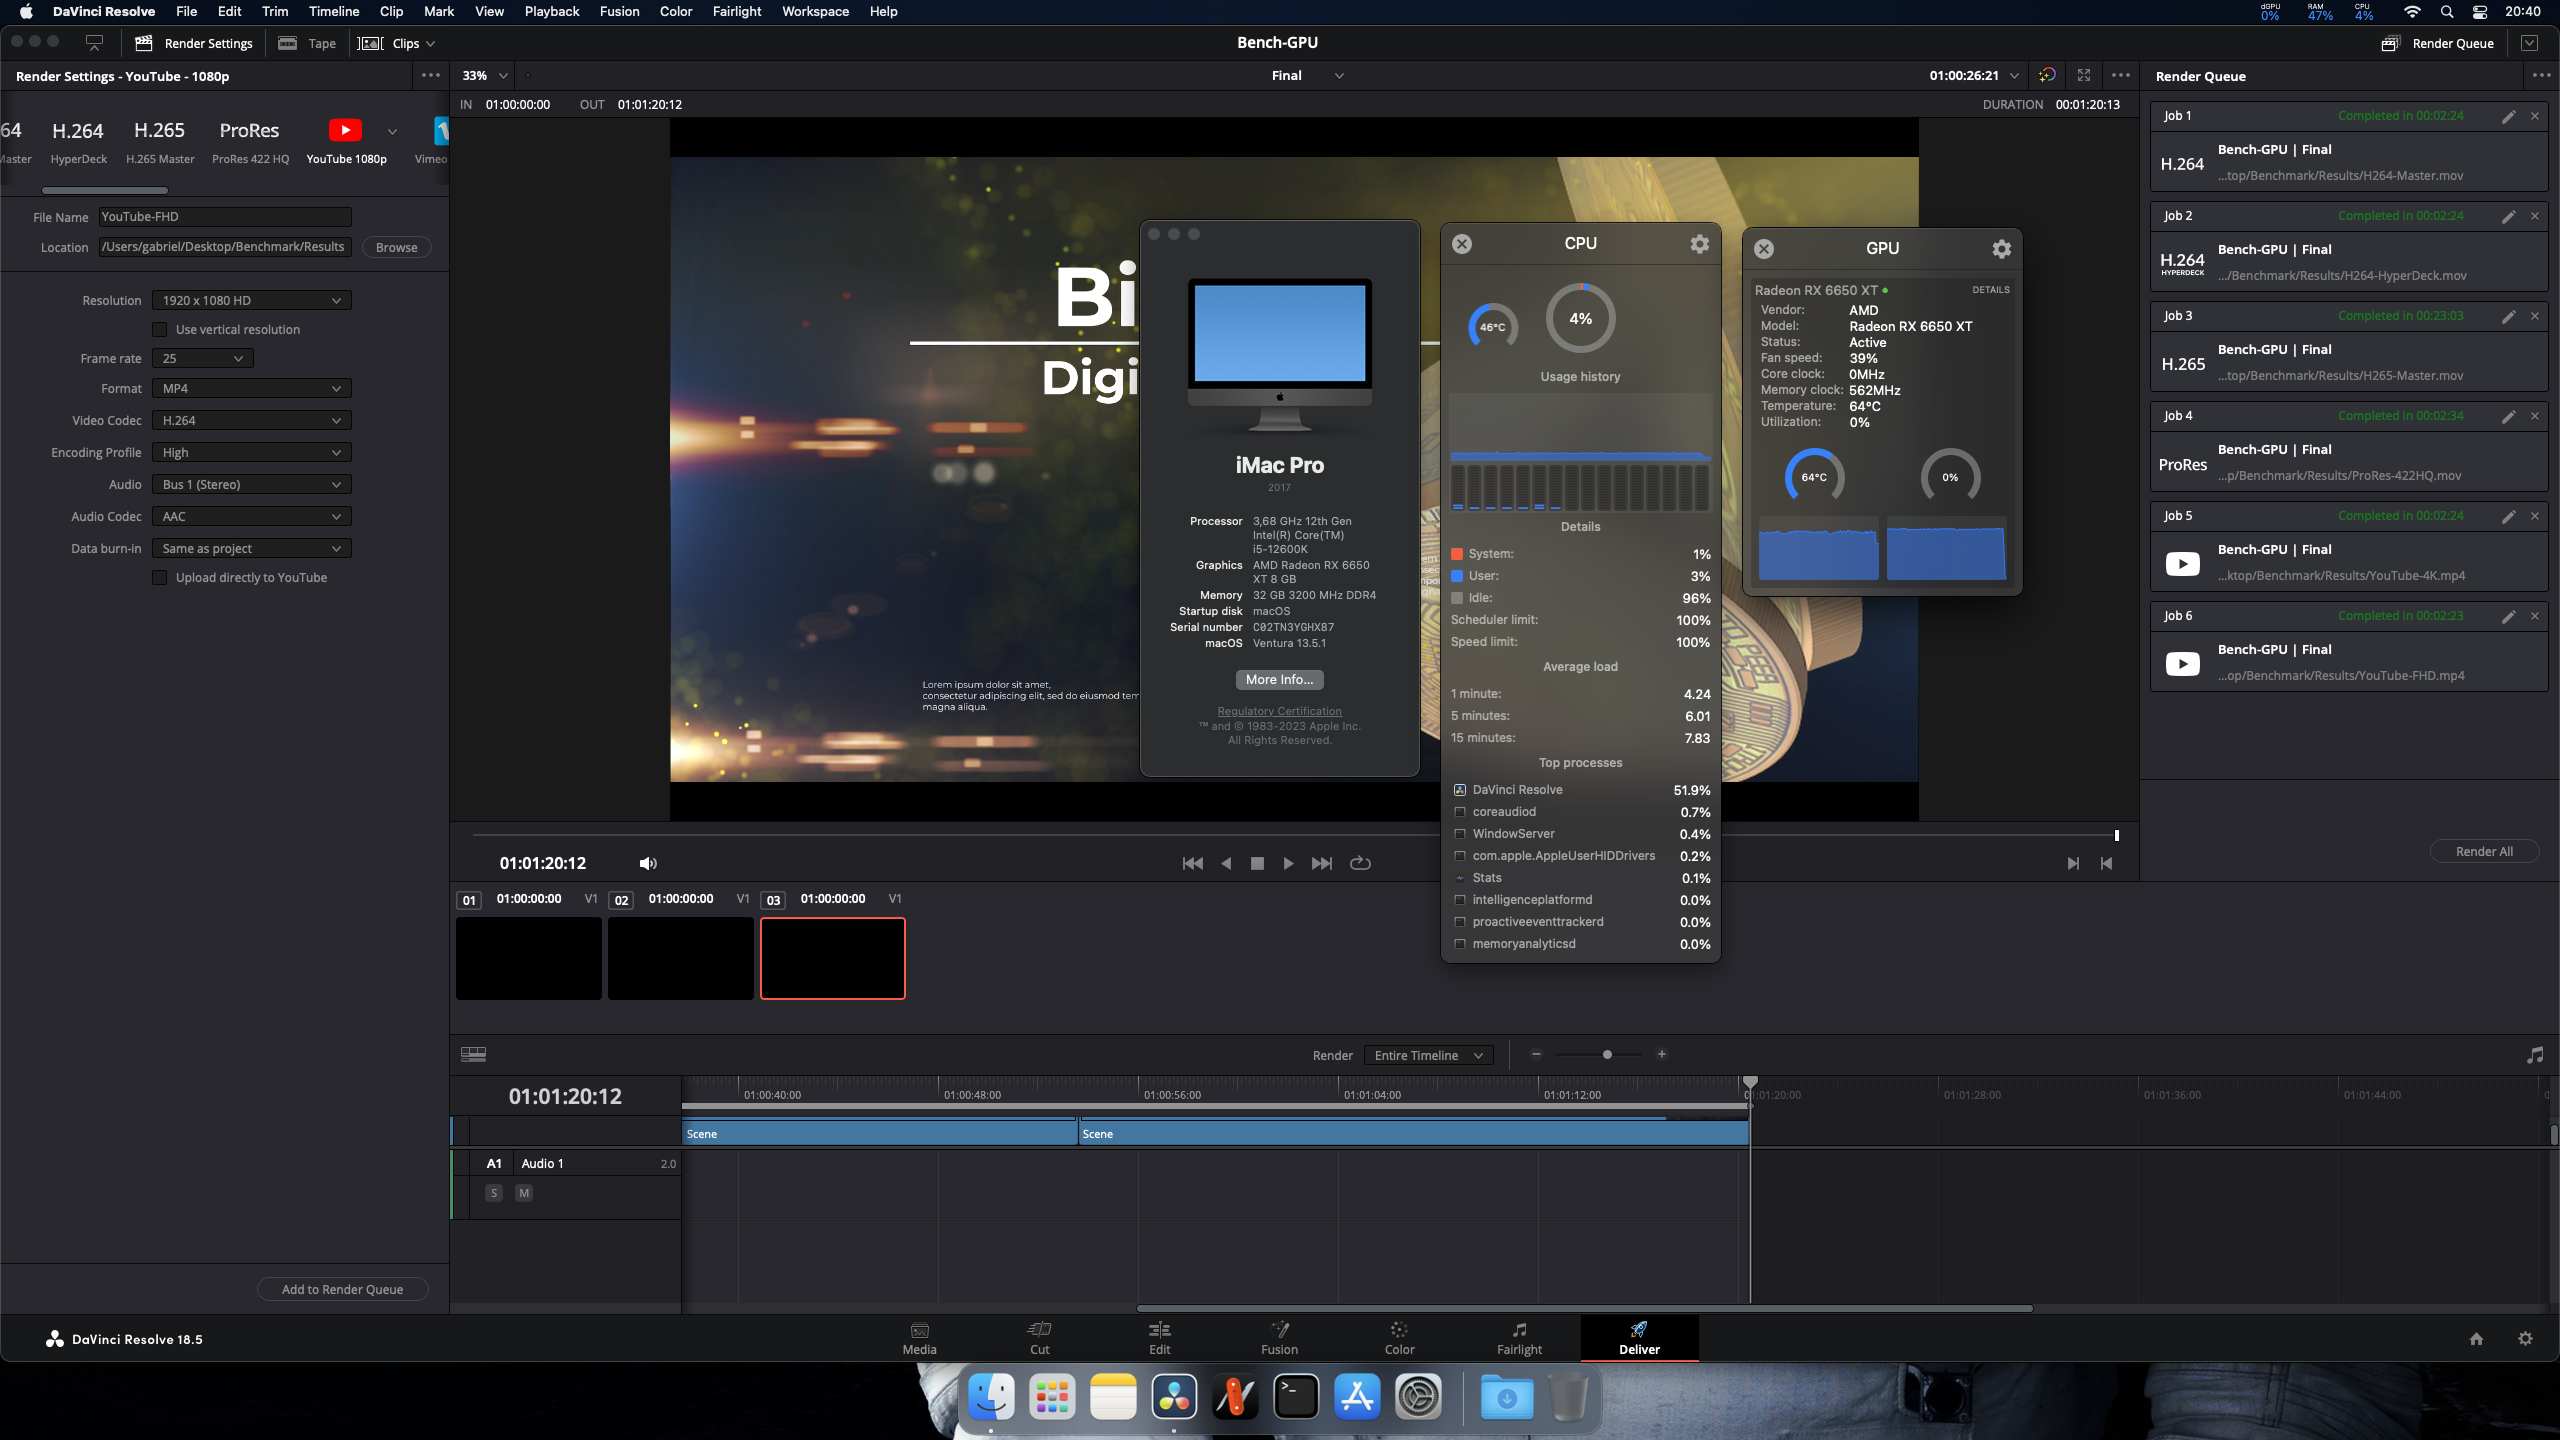 DaVinci Resolve File Edit Trim Timeline Clip Mark View Playback Fusion Color Fairlight Workspace Help
dGPU 0% RAM 47% CPU 4% 20:40
Render Settings Tape Clips Bench-GPU Render Queue
Render Settings - YouTube - 1080p 33% Final 01:00:26:21 Render Queue
IN 01:00:00:00 OUT 01:01:20:12 DURATION 00:01:20:13
64 H.264 H.265 ProRes
Master HyperDeck H.265 Master ProRes 422 HQ YouTube 1080p Vimeo
File Name YouTube-FHD
Location /Users/gabriel/Desktop/Benchmark/Results Browse
Resolution 1920 x 1080 HD
Use vertical resolution
Frame rate 25
Format MP4
Video Codec H.264
Encoding Profile High
Audio Bus 1 (Stereo)
Audio Codec AAC
Data burn-in Same as project
Upload directly to YouTube
Add to Render Queue
Bi
Digi
Lorem ipsum dolor sit amet,
consectetur adipiscing elit, sed do eiusmod tem
magna aliqua.
iMac Pro
2017
Processor 3,68 GHz 12th Gen
Intel(R) Core(TM)
i5-12600K
Graphics AMD Radeon RX 6650
XT 8 GB
Memory 32 GB 3200 MHz DDR4
Startup disk macOS
Serial number C02TN3YGHX87
macOS Ventura 13.5.1
More Info...
Regulatory Certification
™ and © 1983-2023 Apple Inc.
All Rights Reserved.
CPU
46°C 4%
Usage history
Details
System: 1%
User: 3%
Idle: 96%
Scheduler limit: 100%
Speed limit: 100%
Average load
1 minute: 4.24
5 minutes: 6.01
15 minutes: 7.83
Top processes
DaVinci Resolve 51.9%
coreaudiod 0.7%
WindowServer 0.4%
com.apple.AppleUserHIDDrivers 0.2%
Stats 0.1%
intelligenceplatformd 0.0%
proactiveeventtrackerd 0.0%
memoryanalyticsd 0.0%
GPU
Radeon RX 6650 XT DETAILS
Vendor: AMD
Model: Radeon RX 6650 XT
Status: Active
Fan speed: 39%
Core clock: 0MHz
Memory clock: 562MHz
Temperature: 64°C
Utilization: 0%
64°C 0%
Job 1 Completed in 00:02:24
Bench-GPU | Final
H.264
...top/Benchmark/Results/H264-Master.mov
Job 2 Completed in 00:02:24
Bench-GPU | Final
H.264
HYPERDECK
.../Benchmark/Results/H264-HyperDeck.mov
Job 3 Completed in 00:23:03
Bench-GPU | Final
H.265
...top/Benchmark/Results/H265-Master.mov
Job 4 Completed in 00:02:34
Bench-GPU | Final
ProRes
...p/Benchmark/Results/ProRes-422HQ.mov
Job 5 Completed in 00:02:24
Bench-GPU | Final
...ktop/Benchmark/Results/YouTube-4K.mp4
Job 6 Completed in 00:02:23
Bench-GPU | Final
...op/Benchmark/Results/YouTube-FHD.mp4
Render All
01:01:20:12
01 01:00:00:00 V1 02 01:00:00:00 V1 03 01:00:00:00 V1
Render Entire Timeline
01:01:20:12 01:00:40:00 01:00:48:00 01:00:56:00 01:01:04:00 01:01:12:00 01:01:20:00 01:01:28:00 01:01:36:00 01:01:44:00
Scene Scene
A1 Audio 1 2.0
S M
DaVinci Resolve 18.5 Media Cut Edit Fusion Color Fairlight Deliver